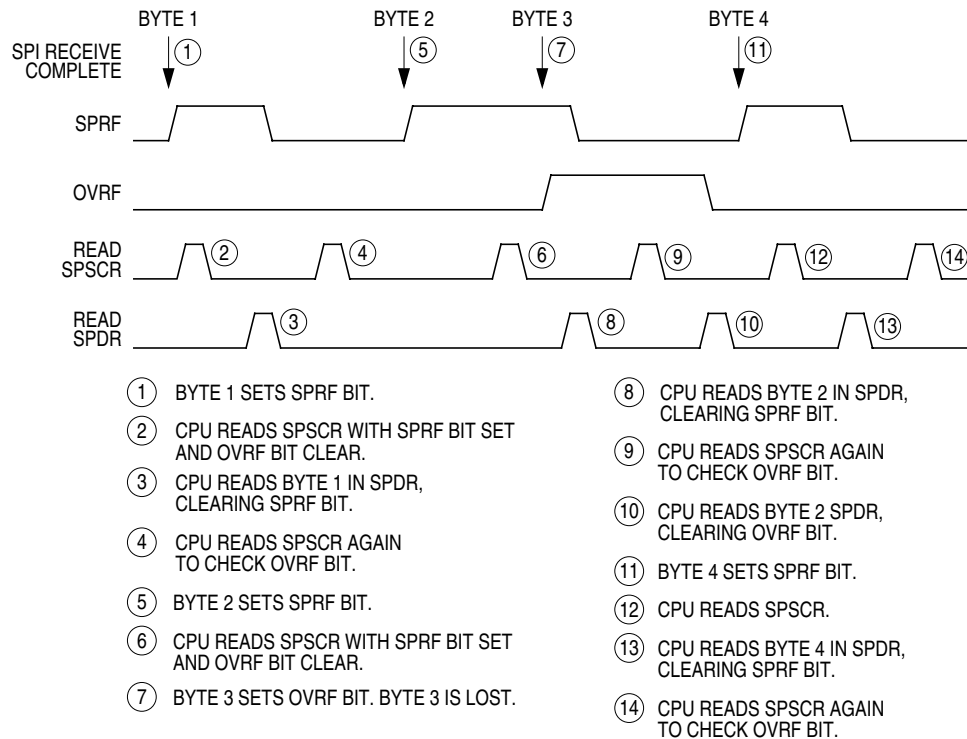 BYTE 1 BYTE 2 BYTE 3 BYTE 4
SPI RECEIVE
COMPLETE
1 5 7 11
SPRF
OVRF
READ
SPSCR
2 4 6 9 12 14
READ
SPDR
3 8 10 13
1 BYTE 1 SETS SPRF BIT.
2 CPU READS SPSCR WITH SPRF BIT SET
AND OVRF BIT CLEAR.
3 CPU READS BYTE 1 IN SPDR,
CLEARING SPRF BIT.
4 CPU READS SPSCR AGAIN
TO CHECK OVRF BIT.
5 BYTE 2 SETS SPRF BIT.
6 CPU READS SPSCR WITH SPRF BIT SET
AND OVRF BIT CLEAR.
7 BYTE 3 SETS OVRF BIT. BYTE 3 IS LOST.
8 CPU READS BYTE 2 IN SPDR,
CLEARING SPRF BIT.
9 CPU READS SPSCR AGAIN
TO CHECK OVRF BIT.
10 CPU READS BYTE 2 SPDR,
CLEARING OVRF BIT.
11 BYTE 4 SETS SPRF BIT.
12 CPU READS SPSCR.
13 CPU READS BYTE 4 IN SPDR,
CLEARING SPRF BIT.
14 CPU READS SPSCR AGAIN
TO CHECK OVRF BIT.